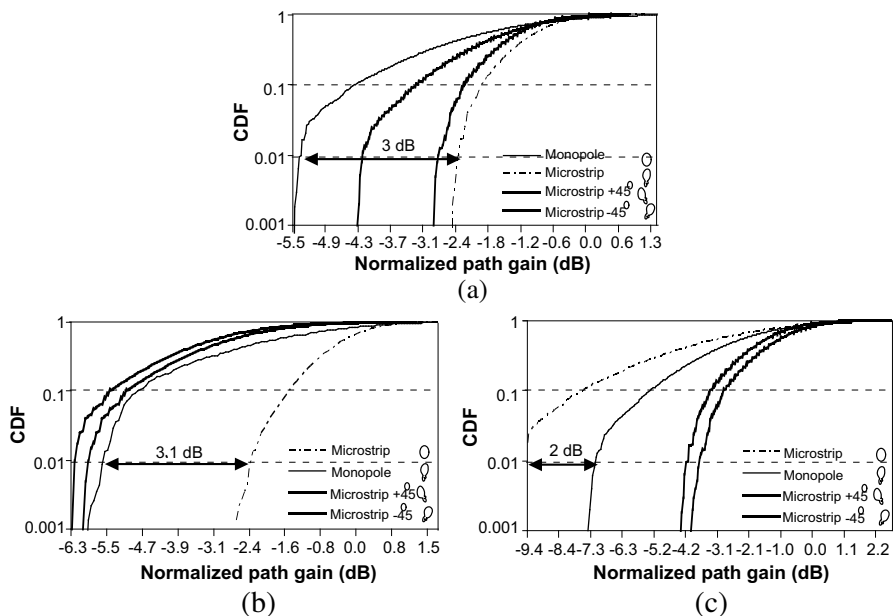 1
0.1
0.01
0.001
CDF
3 dB
Monopole
Microstrip
Microstrip +45⁰
Microstrip -45⁰
-5.5 -4.9 -4.3 -3.7 -3.1 -2.4 -1.8 -1.2 -0.6 0.0 0.6 1.3
Normalized path gain (dB)
(a)
1
0.1
0.01
0.001
CDF
3.1 dB
Microstrip
Monopole
Microstrip +45⁰
Microstrip -45⁰
-6.3 -5.5 -4.7 -3.9 -3.1 -2.4 -1.6 -0.8 0.0 0.8 1.5
Normalized path gain (dB)
(b)
1
0.1
0.01
0.001
CDF
2 dB
Microstrip
Monopole
Microstrip +45⁰
Microstrip -45⁰
-9.4 -8.4 -7.3 -6.3 -5.2 -4.2 -3.1 -2.1 -1.0 0.0 1.1 2.2
Normalized path gain (dB)
(c)